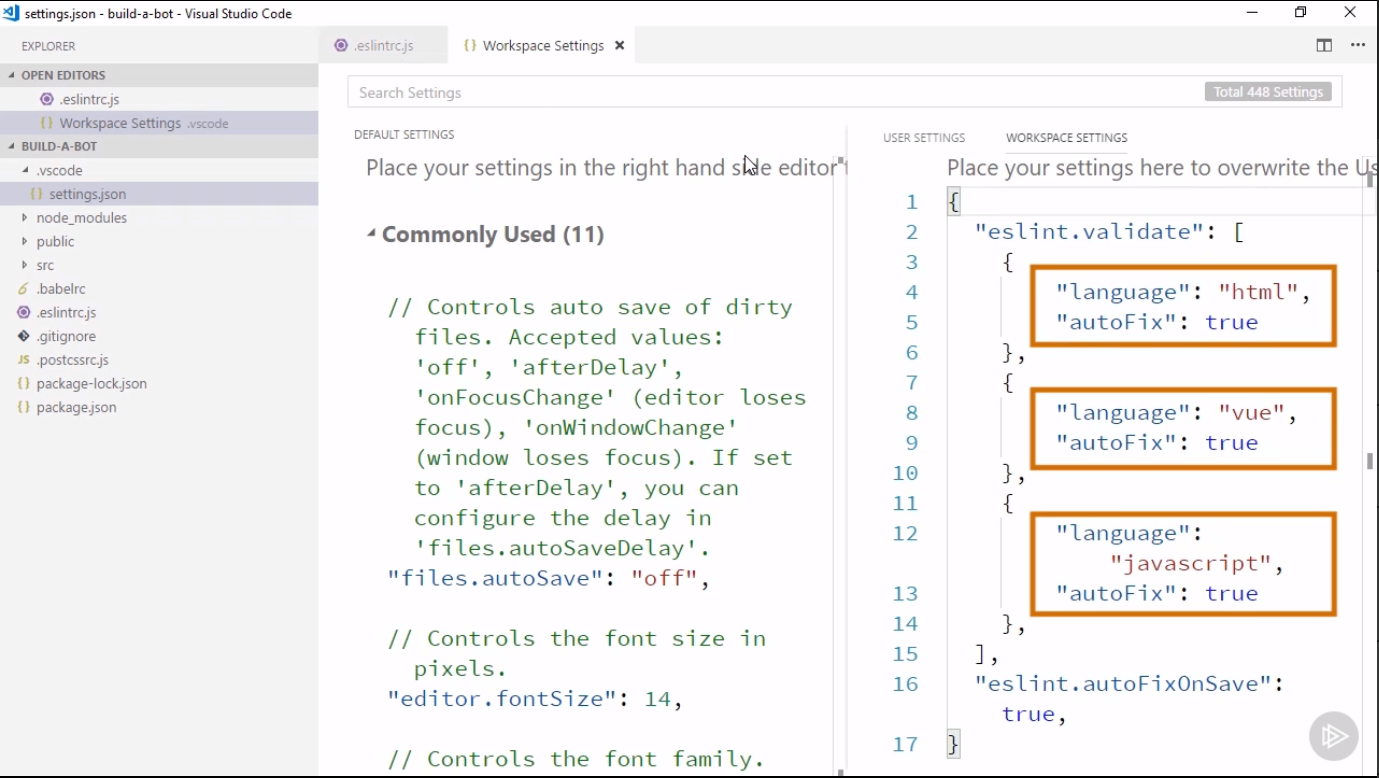 settings.json - build-a-bot - Visual Studio Code
EXPLORER
OPEN EDITORS
.eslintrc.js
Workspace Settings .vscode
BUILD-A-BOT
.vscode
settings.json
node_modules
public
src
.babelrc
.eslintrc.js
.gitignore
JS .postcssrc.js
{} package-lock.json
{} package.json
.eslintrc.js
{} Workspace Settings
Search Settings
Total 448 Settings
DEFAULT SETTINGS
Place your settings in the right hand side editor t
Commonly Used (11)
// Controls auto save of dirty
files. Accepted values:
'off', 'afterDelay',
'onFocusChange' (editor loses
focus), 'onWindowChange'
(window loses focus). If set
to 'afterDelay', you can
configure the delay in
'files.autoSaveDelay'.
"files.autoSave": "off",
// Controls the font size in
pixels.
"editor.fontSize": 14,
// Controls the font family.
USER SETTINGS
WORKSPACE SETTINGS
Place your settings here to overwrite the Us
1 {
2 "eslint.validate": [
3 {
4 "language": "html",
5 "autoFix": true
6 },
7 {
8 "language": "vue",
9 "autoFix": true
10 },
11 {
12 "language":
"javascript",
13 "autoFix": true
14 },
15 ],
16 "eslint.autoFixOnSave":
true,
17 }